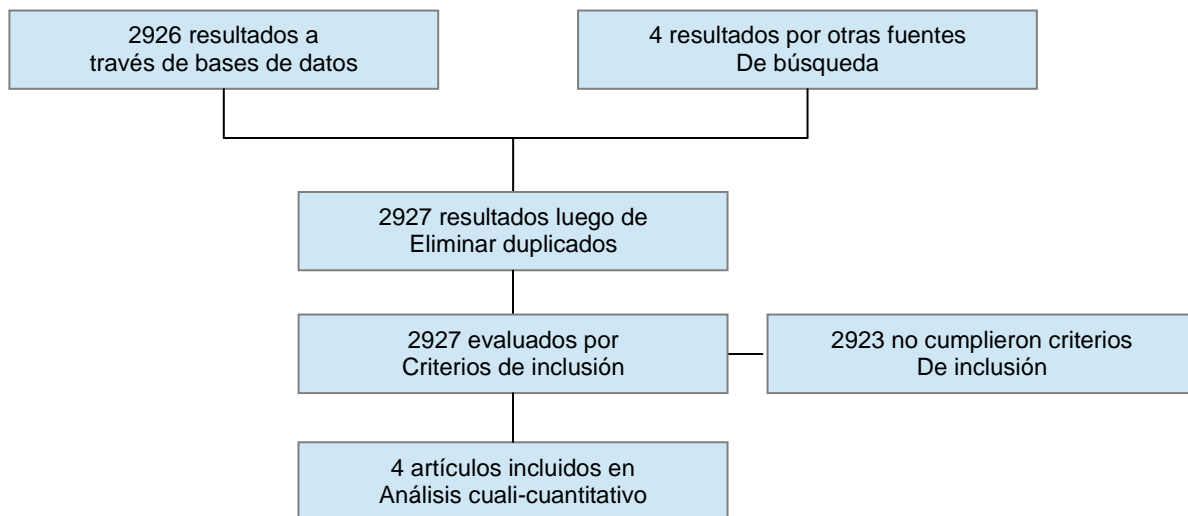 2926 resultados a
través de bases de datos
4 resultados por otras fuentes
De búsqueda
2927 resultados luego de
Eliminar duplicados
2927 evaluados por
Criterios de inclusión
2923 no cumplieron criterios
De inclusión
4 artículos incluidos en
Análisis cuali-cuantitativo